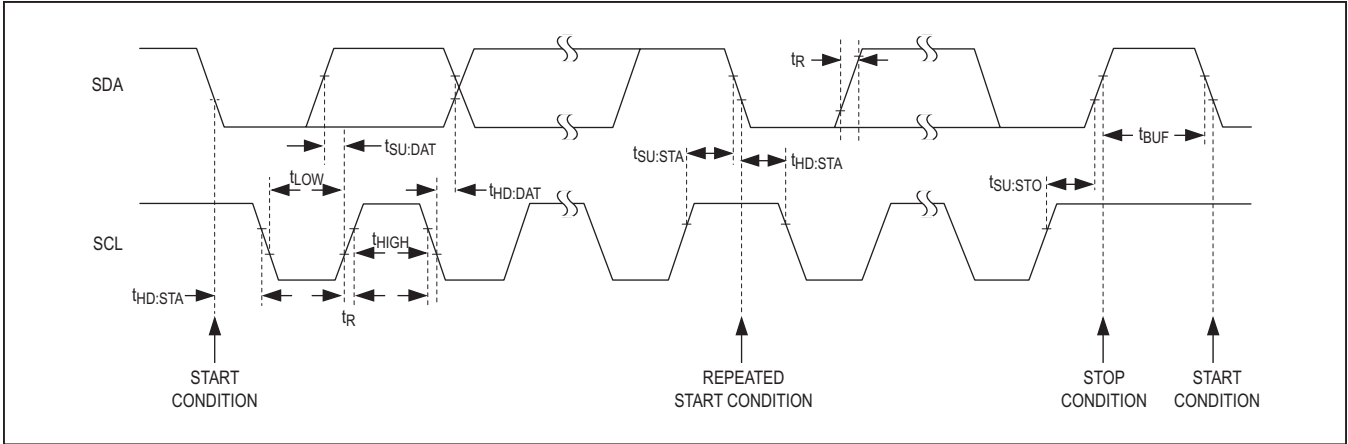 tR
SDA
tBUF
tSU:DAT
tSU:STA
tHD:STA
tLOW
tHD:DAT
tSU:STO
SCL
tHIGH
tHD:STA
tR
START
CONDITION
REPEATED
START CONDITION
STOP
CONDITION
START
CONDITION